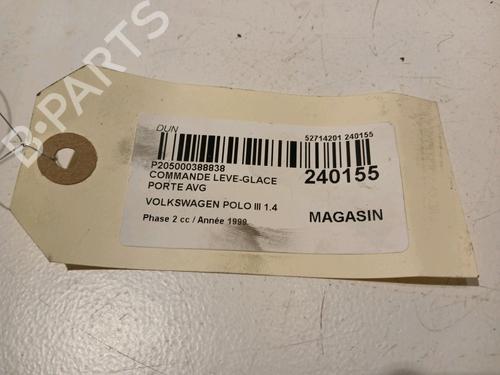 B-PARTS
DUN
52714201 240155
P205000388838
COMMANDE LEVE-GLACE
PORTE AVG
240155
VOLKSWAGEN POLO III 1.4
MAGASIN
Phase 2 cc / Année 1999